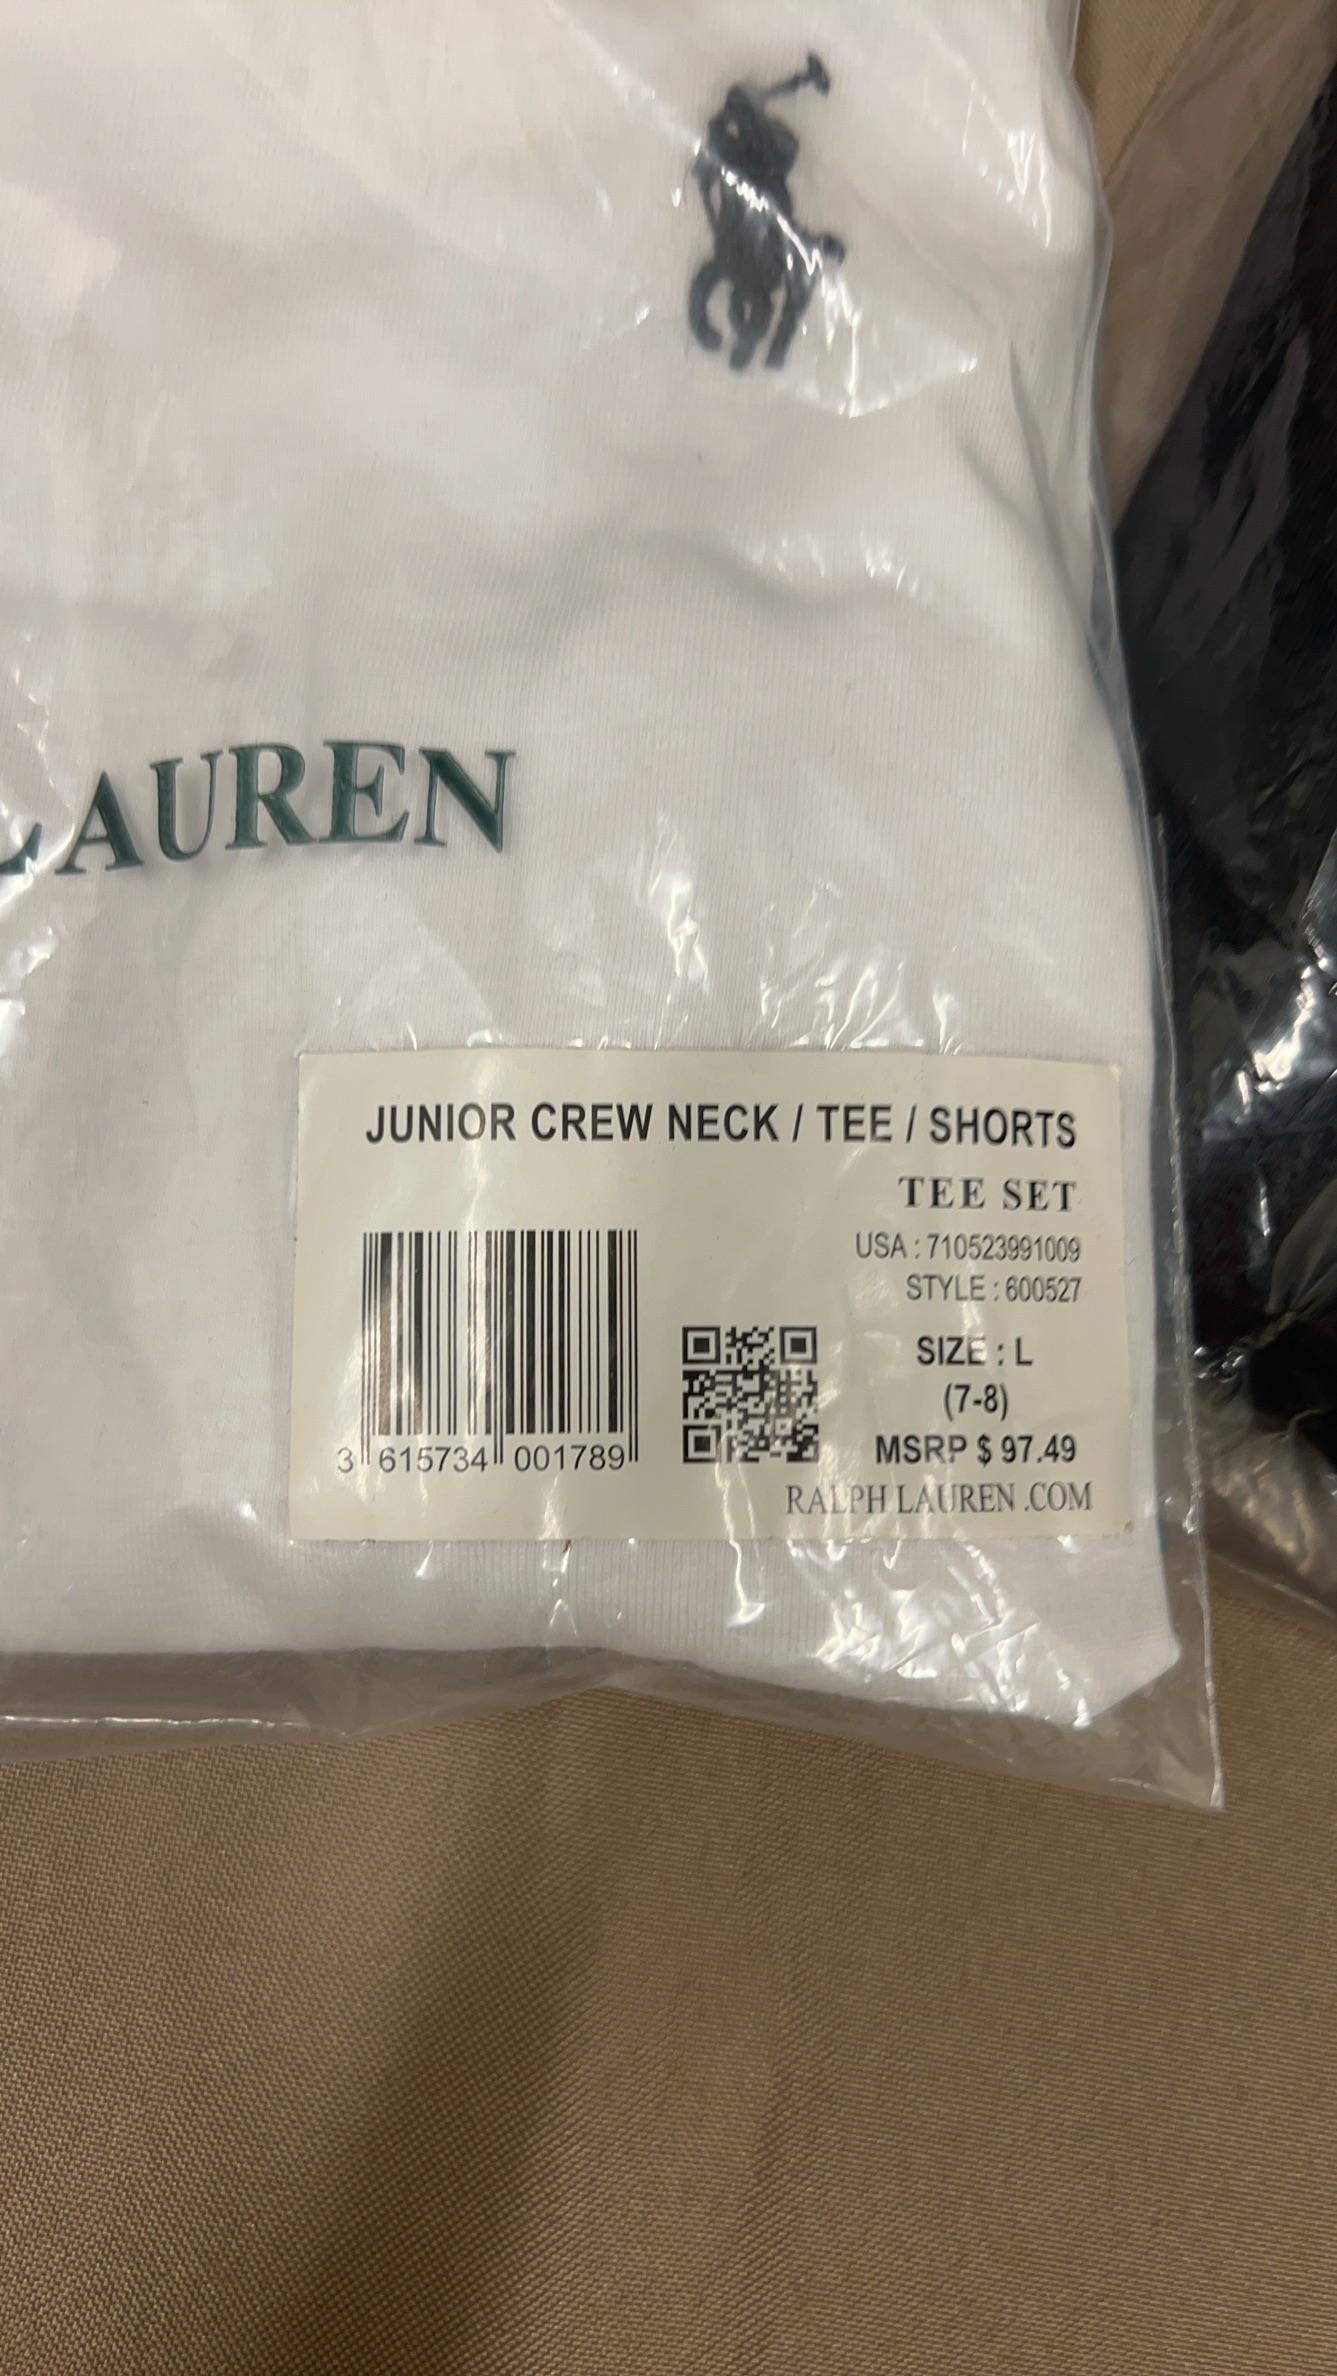 LAUREN
JUNIOR CREW NECK / TEE / SHORTS
TEE SET
USA : 710523991009
STYLE : 600527
SIZE : L
(7-8)
MSRP $ 97.49
RALPH LAUREN .COM
3 615734 001789